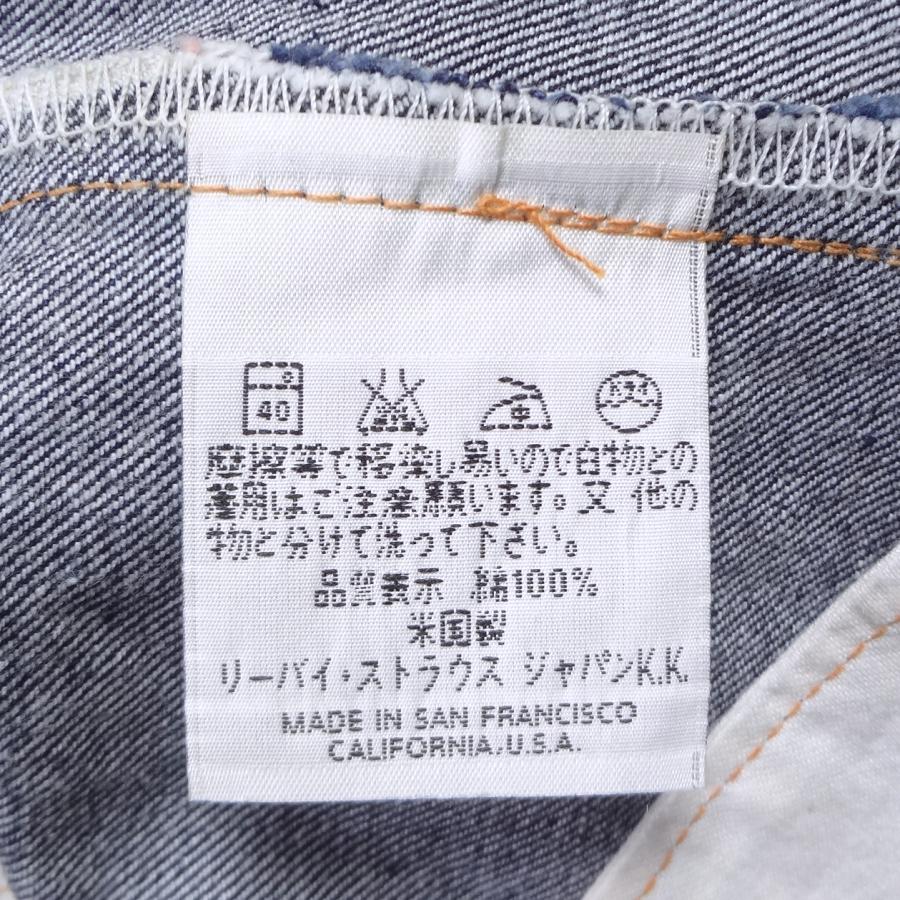 40 中
摩擦等で移染し易いので白物との
着用はご注意願います。又 他の
物と分けて洗って下さい。
品質表示 綿100%
米国製
リーバイ・ストラウス ジャパンK.K.
MADE IN SAN FRANCISCO
CALIFORNIA, U.S.A.